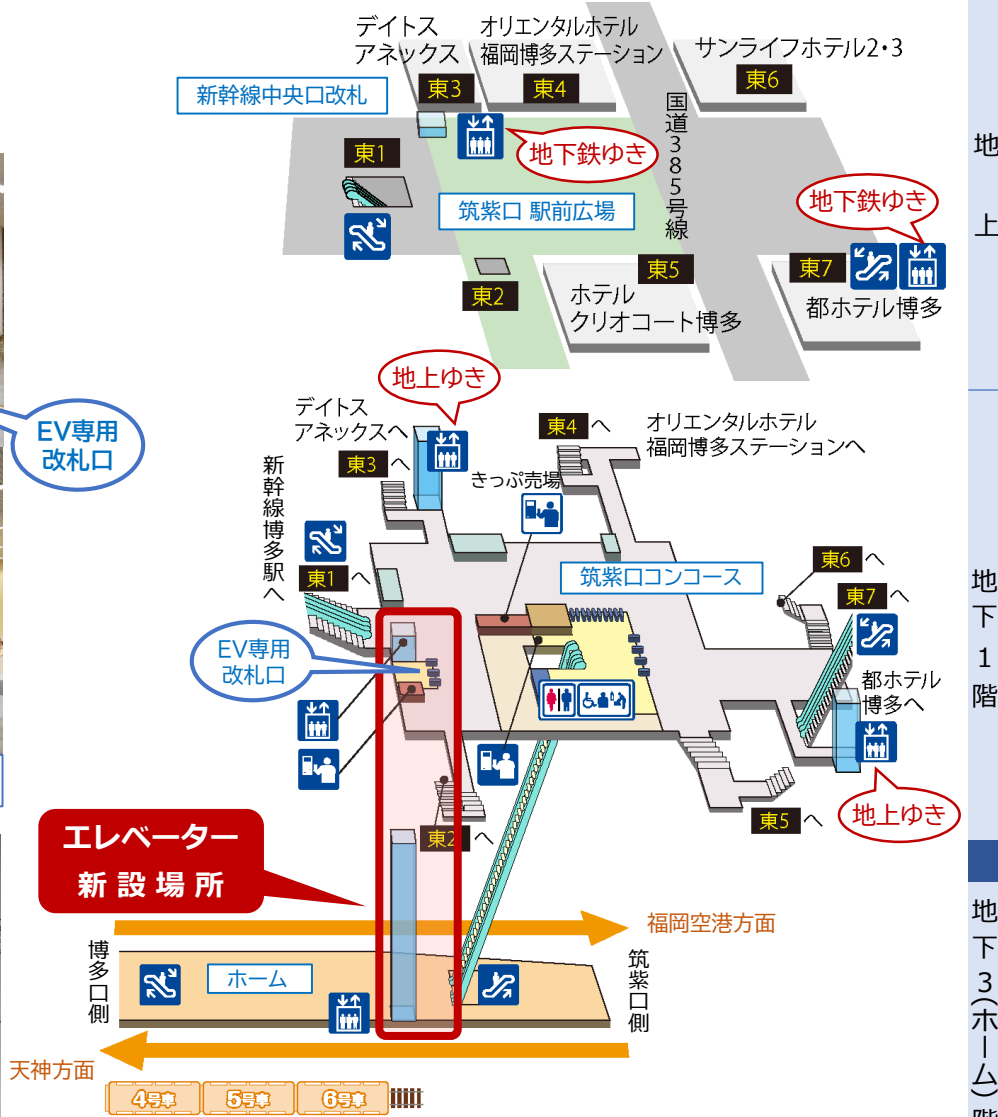 デイトス
アネックス
オリエンタルホテル
福岡博多ステーション
サンライフホテル2・3
東3
東4
東6
新幹線中央口改札
国道385号線
地下鉄ゆき
東1
筑紫口 駅前広場
地下鉄ゆき
東2
東5
東7
ホテル
クリオコート博多
都ホテル博多
地
上
地上ゆき
EV専用
改札口
デイトス
アネックスへ
東4 へ
オリエンタルホテル
福岡博多ステーションへ
東3 へ
きっぷ売場
新幹線博多駅へ
東1 へ
筑紫口コンコース
東6 へ
東7 へ
EV専用
改札口
都ホテル
博多へ
地下1階
東2 へ
東5 へ
地上ゆき
エレベーター
新設場所
福岡空港方面
博多口側
ホーム
筑紫口側
天神方面
4号車
5号車
6号車
地下3(ホーム)階